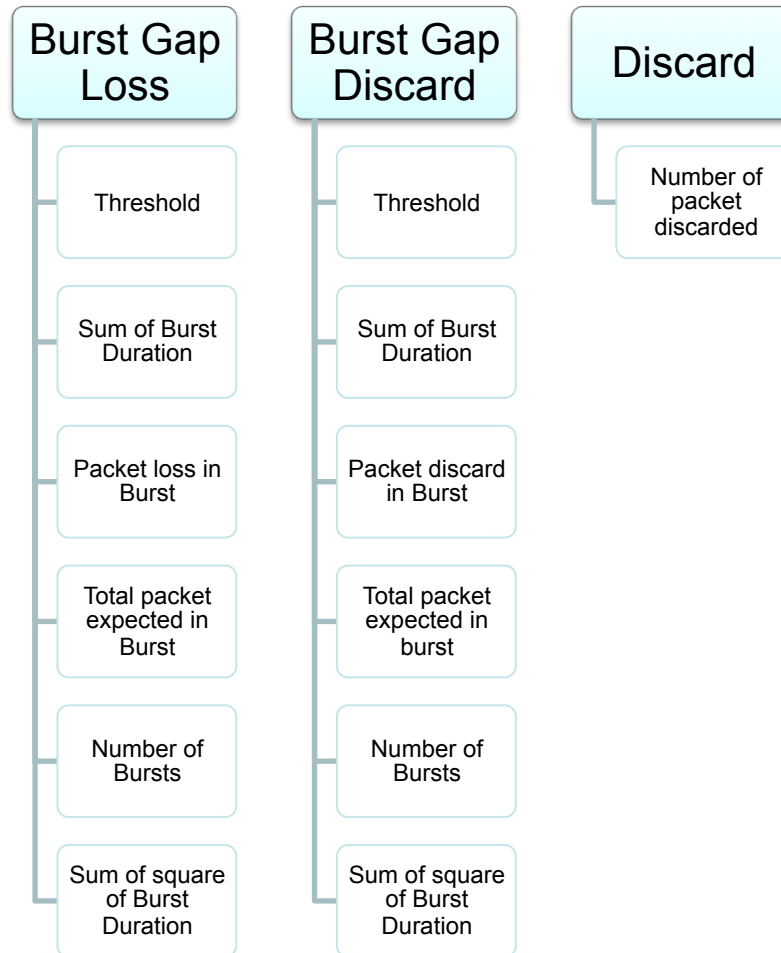 Burst Gap
Loss
Threshold
Sum of Burst
Duration
Packet loss in
Burst
Total packet
expected in
Burst
Number of
Bursts
Sum of square
of Burst
Duration
Burst Gap
Discard
Threshold
Sum of Burst
Duration
Packet discard
in Burst
Total packet
expected in
burst
Number of
Bursts
Sum of square
of Burst
Duration
Discard
Number of
packet
discarded